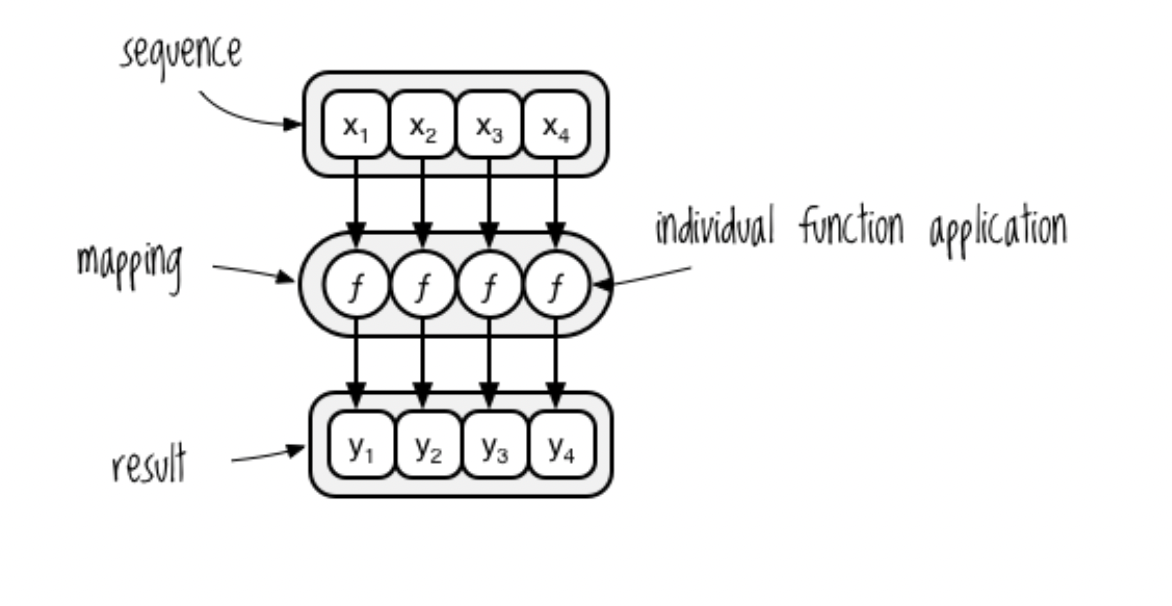 sequence
x₁ x₂ x₃ x₄
individual function application
mapping
f f f f
y₁ y₂ y₃ y₄
result